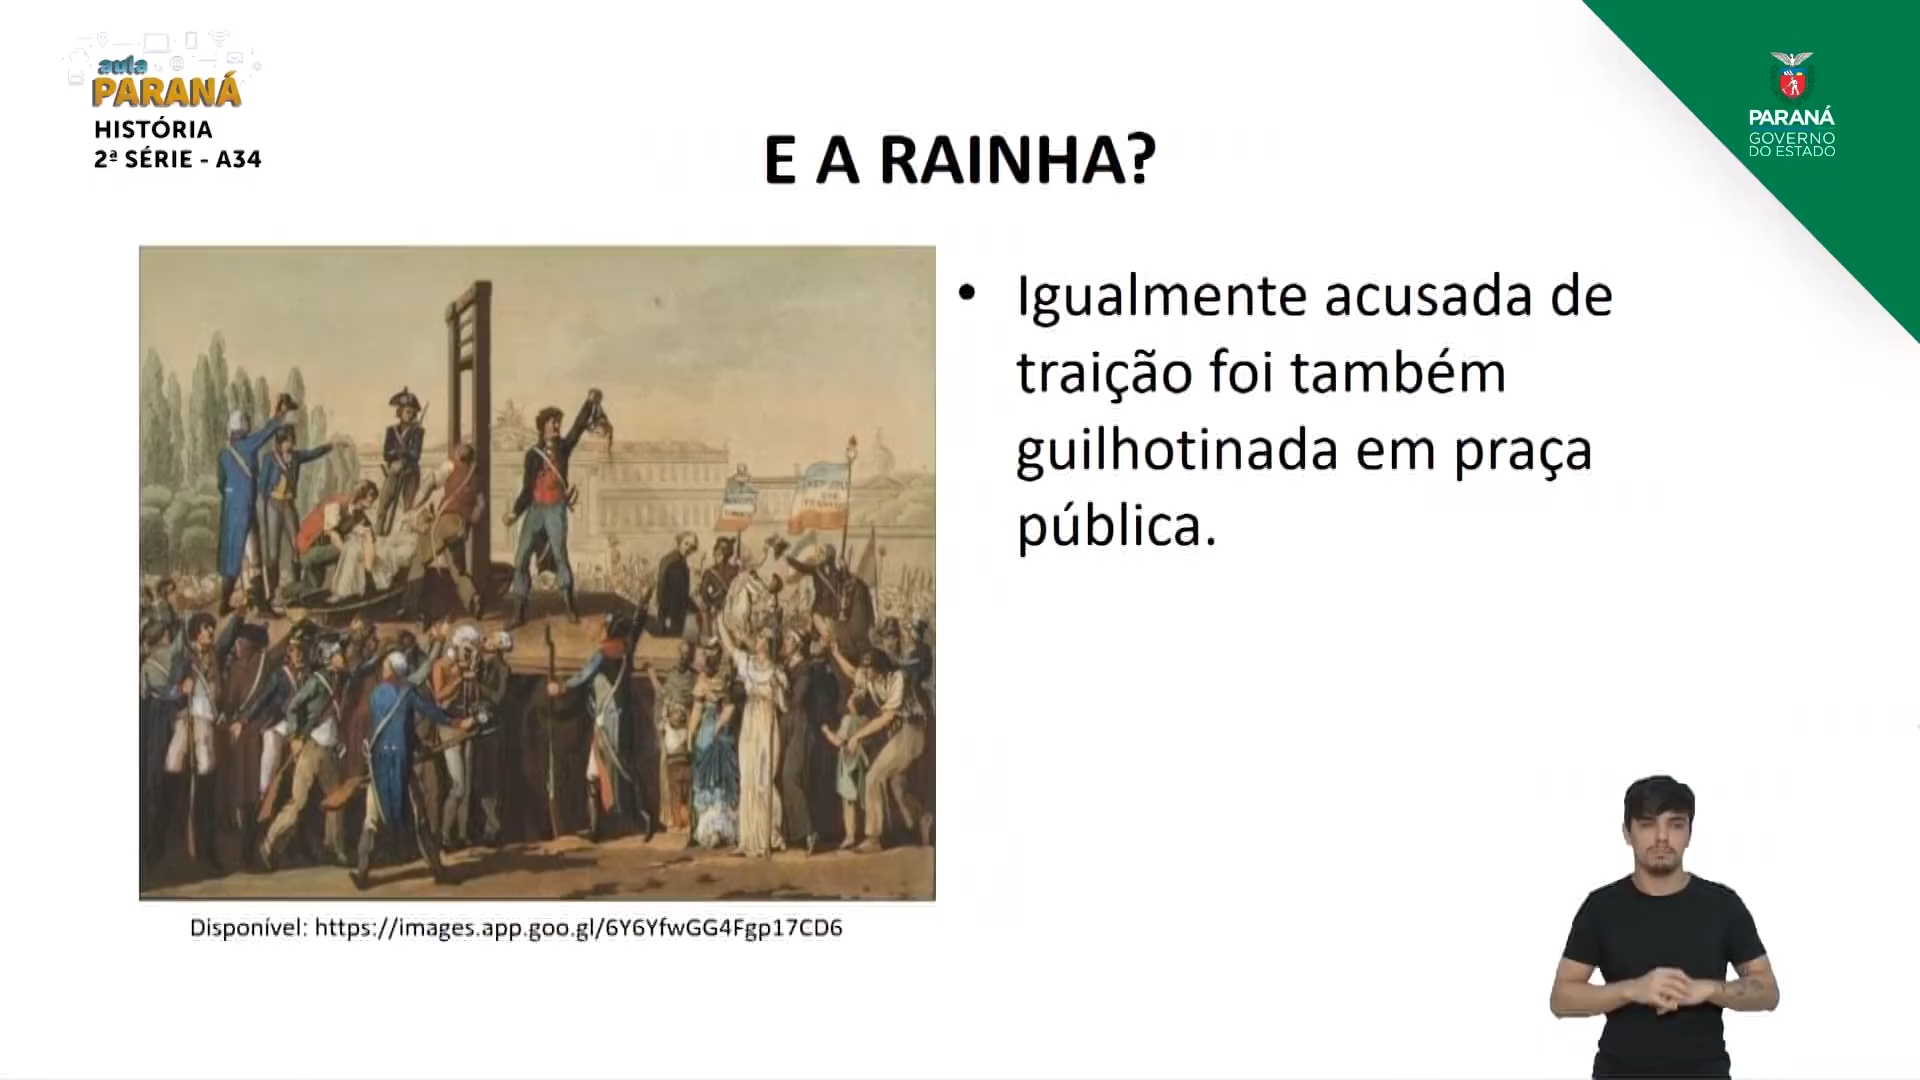 aula
PARANÁ
HISTÓRIA
2ª SÉRIE - A34
PARANÁ
GOVERNO
DO ESTADO
E A RAINHA?
• Igualmente acusada de
traição foi também
guilhotinada em praça
pública.
Disponível: https://images.app.goo.gl/6Y6YfwGG4Fgp17CD6